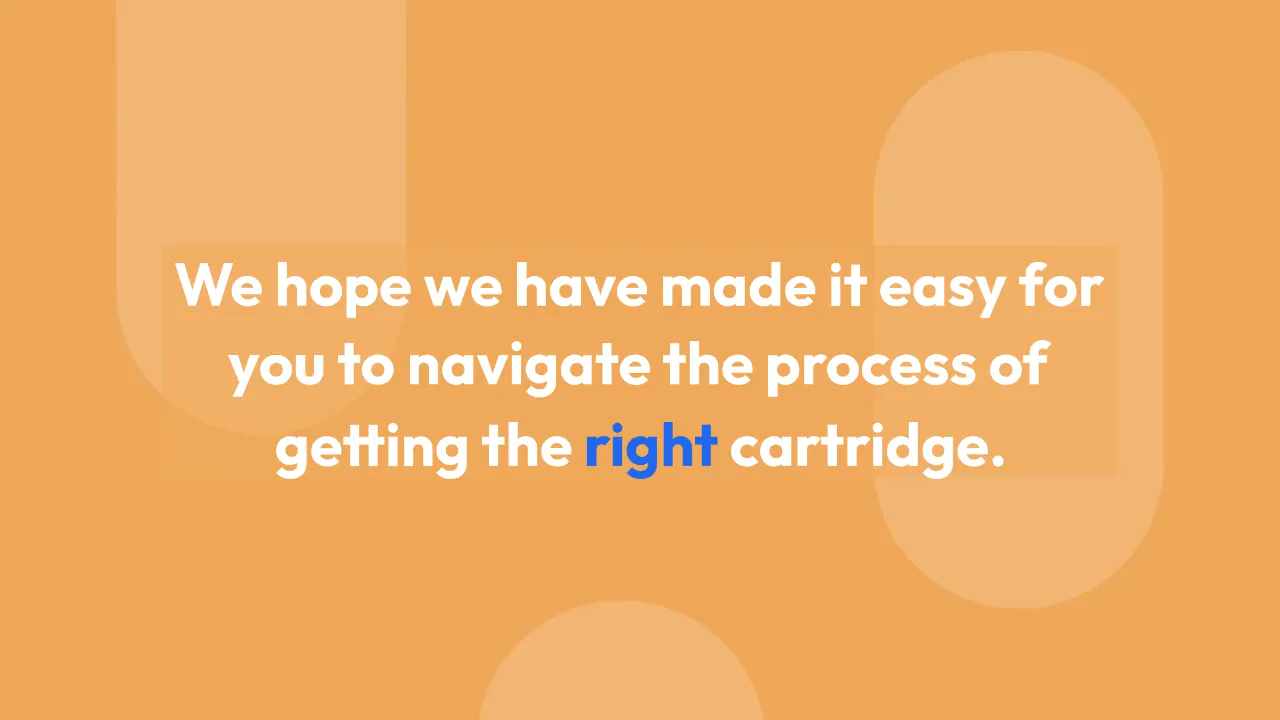 We hope we have made it easy for
you to navigate the process of
getting the right cartridge.